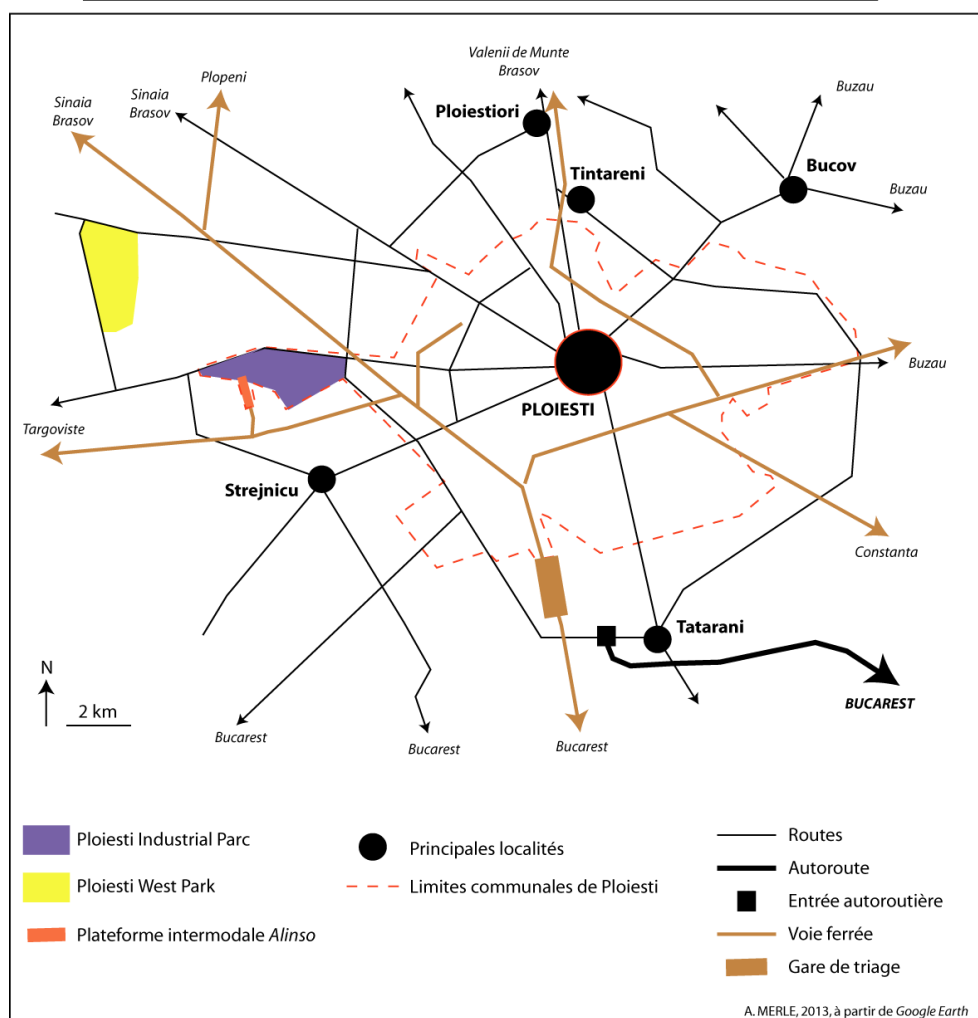 Valenii de Munte
Brasov
Plopeni
Sinaia
Brasov
Sinaia
Brasov
Buzau
Ploiestiori
Bucov
Tintareni
Buzau
Buzau
PLOIESTI
Targoviste
Strejnicu
Constanta
Tatarani
N
2 km
BUCAREST
Bucarest
Bucarest
Bucarest
Ploiesti Industrial Parc
Ploiesti West Park
Plateforme intermodale Alinso
Principales localités
Limites communales de Ploiesti
Routes
Autoroute
Entrée autoroutière
Voie ferrée
Gare de triage
A. MERLE, 2013, à partir de Google Earth